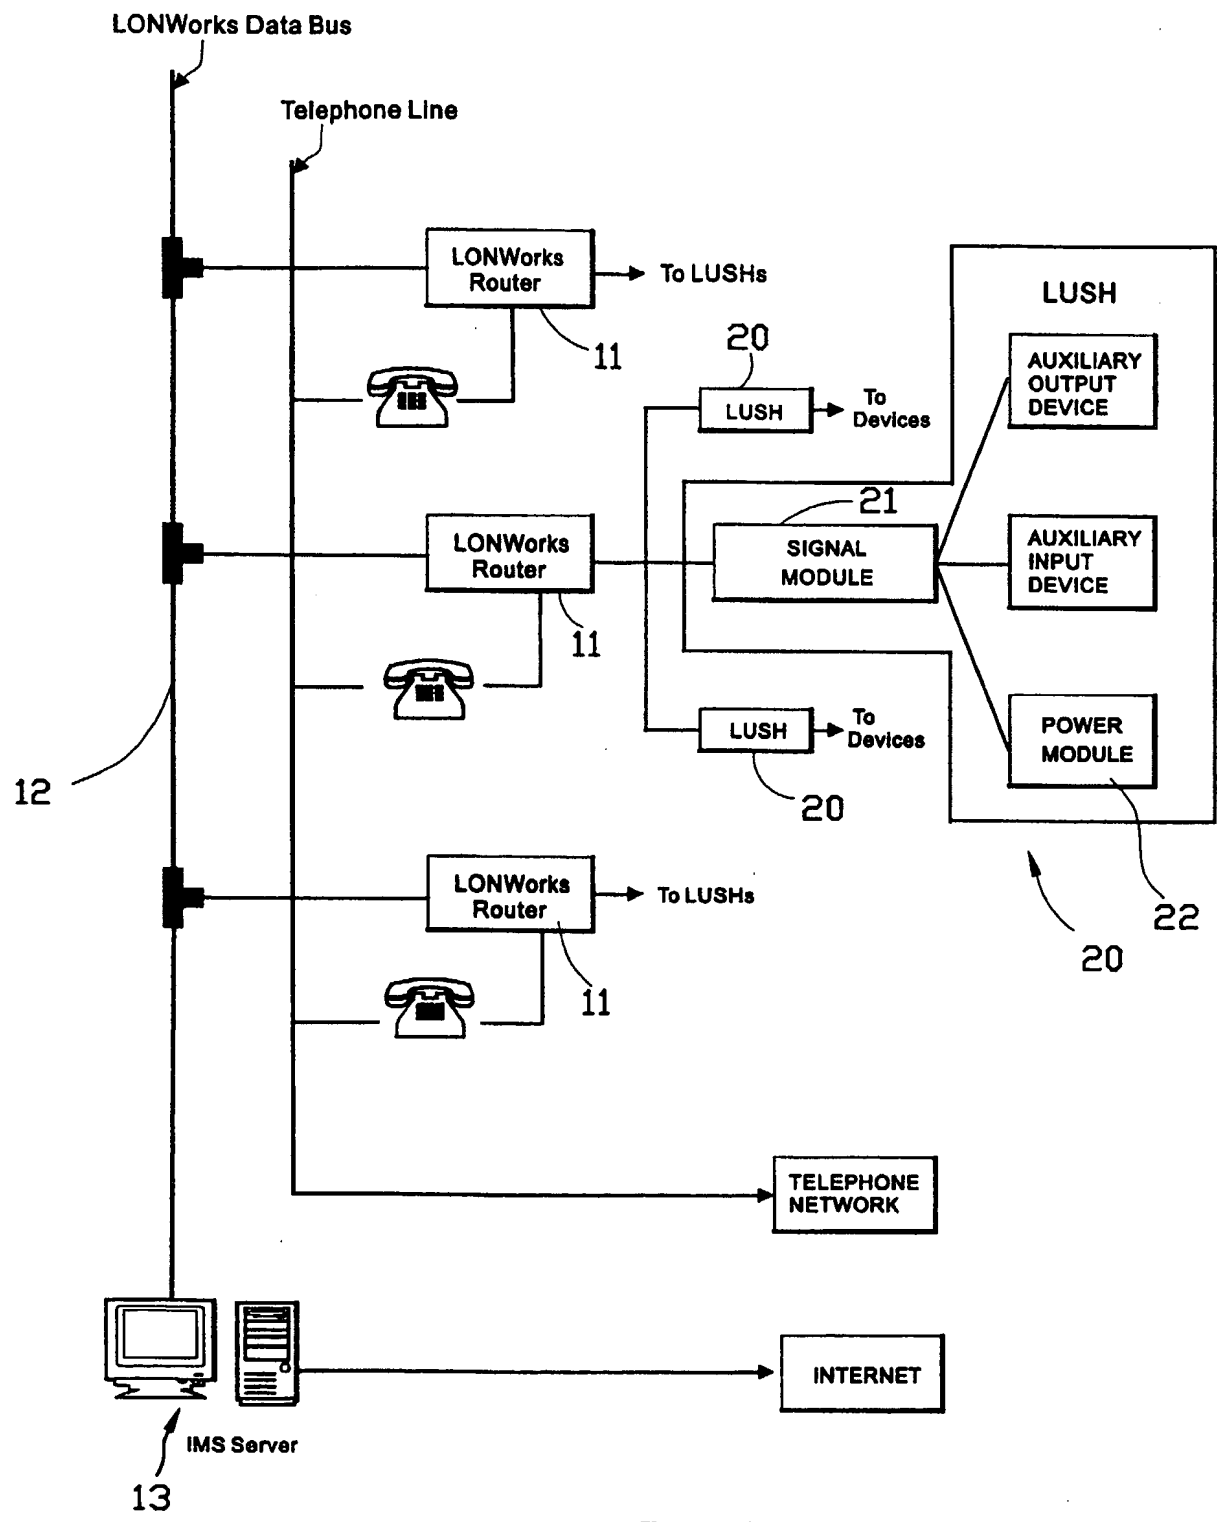 LONWorks Data Bus
Telephone Line
LONWorks
Router
To LUSHs
11
20
LUSH
To
Devices
LUSH
AUXILIARY
OUTPUT
DEVICE
21
SIGNAL
MODULE
AUXILIARY
INPUT
DEVICE
LONWorks
Router
11
LUSH
To
Devices
20
POWER
MODULE
12
22
20
LONWorks
Router
To LUSHs
11
TELEPHONE
NETWORK
INTERNET
IMS Server
13